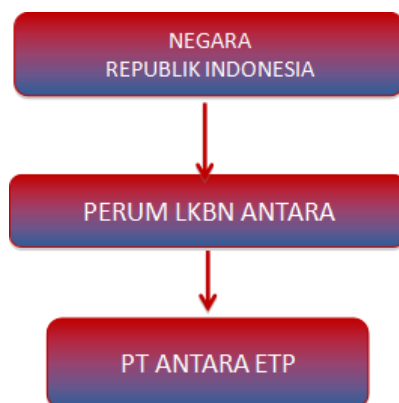 NEGARA
REPUBLIK INDONESIA
PERUM LKBN ANTARA
PT ANTARA ETP